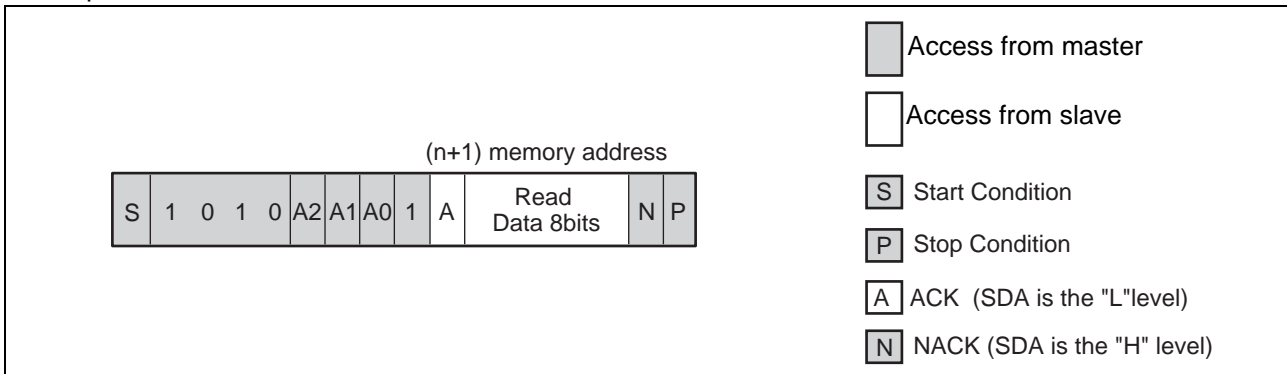 (n+1) memory address
S 1 0 1 0 A2 A1 A0 1 A Read Data 8bits N P
Access from master
Access from slave
S Start Condition
P Stop Condition
A ACK (SDA is the "L"level)
N NACK (SDA is the "H" level)